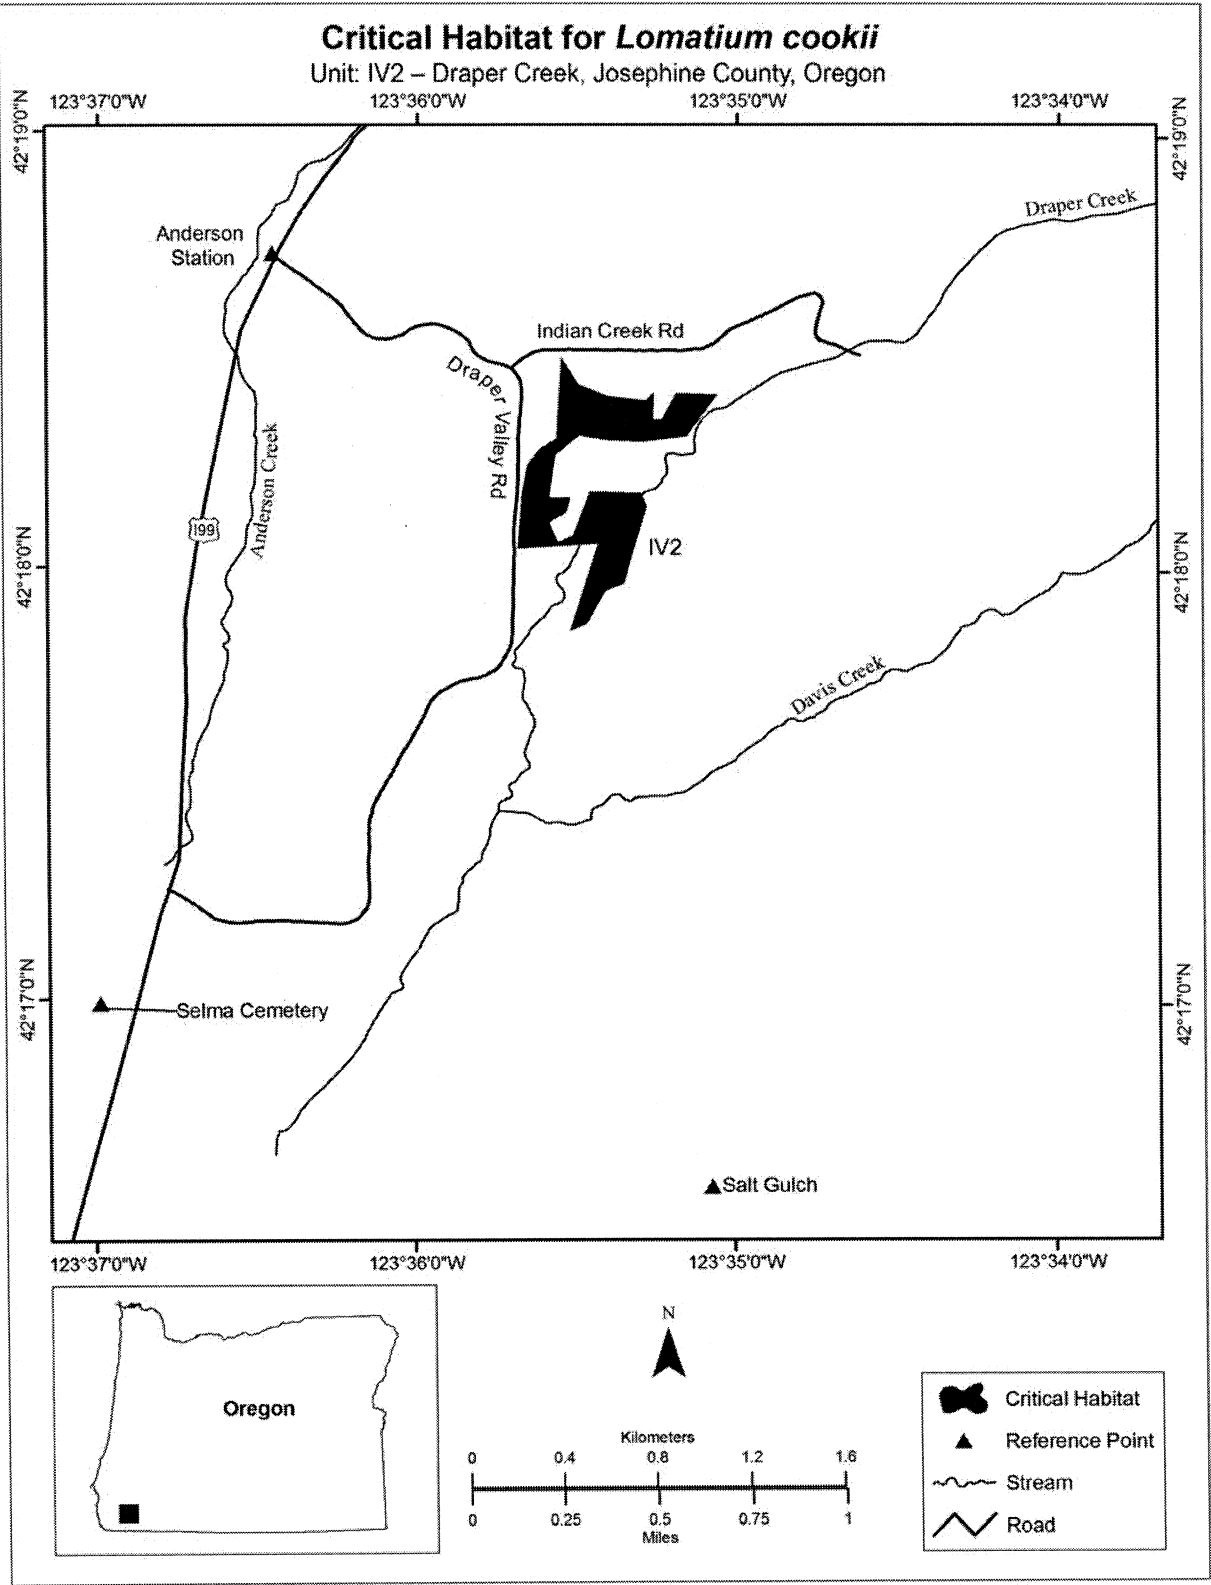 Critical Habitat for Lomatium cookii
Unit: IV2 – Draper Creek, Josephine County, Oregon
123°37'0"W 123°36'0"W 123°35'0"W 123°34'0"W
42°19'0"N
42°19'0"N
Draper Creek
Anderson
Station
Indian Creek Rd
Draper Valley Rd
Anderson Creek
199
IV2
42°18'0"N
42°18'0"N
Davis Creek
42°17'0"N
42°17'0"N
Selma Cemetery
Salt Gulch
123°37'0"W 123°36'0"W 123°35'0"W 123°34'0"W
Oregon
N
Kilometers
0 0.4 0.8 1.2 1.6
0 0.25 0.5 0.75 1
Miles
Critical Habitat
Reference Point
Stream
Road